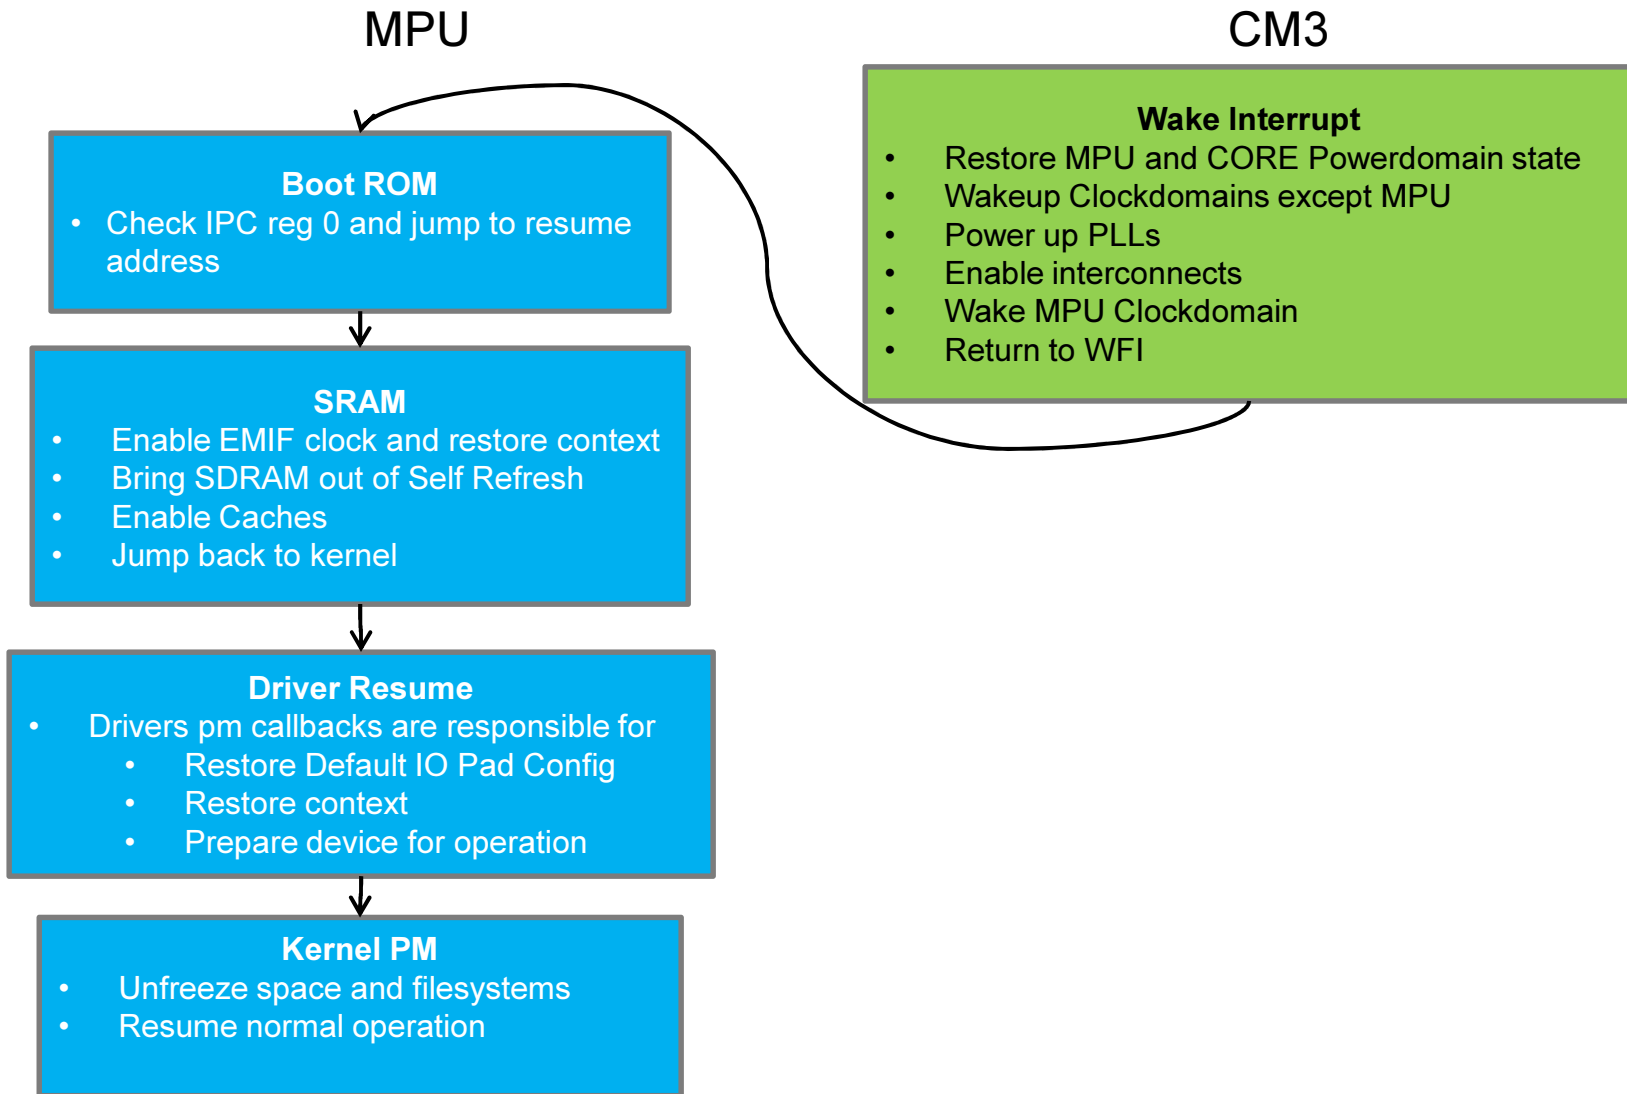 MPU
CM3
Wake Interrupt
• Restore MPU and CORE Powerdomain state
• Wakeup Clockdomains except MPU
• Power up PLLs
• Enable interconnects
• Wake MPU Clockdomain
• Return to WFI
Boot ROM
• Check IPC reg 0 and jump to resume
address
SRAM
• Enable EMIF clock and restore context
• Bring SDRAM out of Self Refresh
• Enable Caches
• Jump back to kernel
Driver Resume
• Drivers pm callbacks are responsible for
• Restore Default IO Pad Config
• Restore context
• Prepare device for operation
Kernel PM
• Unfreeze space and filesystems
• Resume normal operation